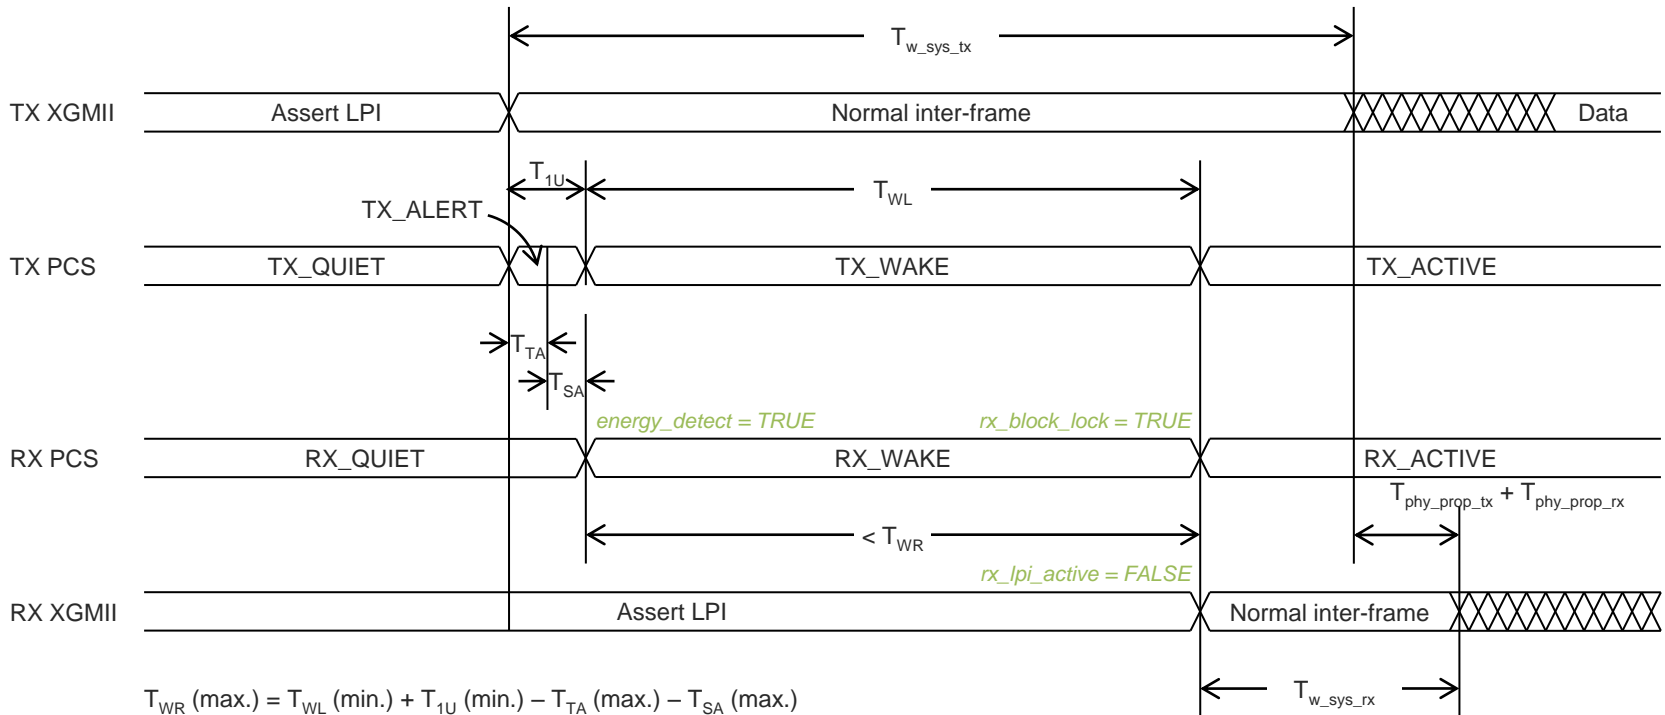 T_w_sys_tx
TX XGMII Assert LPI Normal inter-frame Data
T_1U
T_WL
TX_ALERT
TX PCS TX_QUIET TX_WAKE TX_ACTIVE
T_TA
T_SA
energy_detect = TRUE rx_block_lock = TRUE
RX PCS RX_QUIET RX_WAKE RX_ACTIVE
T_phy_prop_tx + T_phy_prop_rx
< T_WR
rx_lpi_active = FALSE
RX XGMII Assert LPI Normal inter-frame
T_w_sys_rx
T_WR (max.) = T_WL (min.) + T_1U (min.) – T_TA (max.) – T_SA (max.)